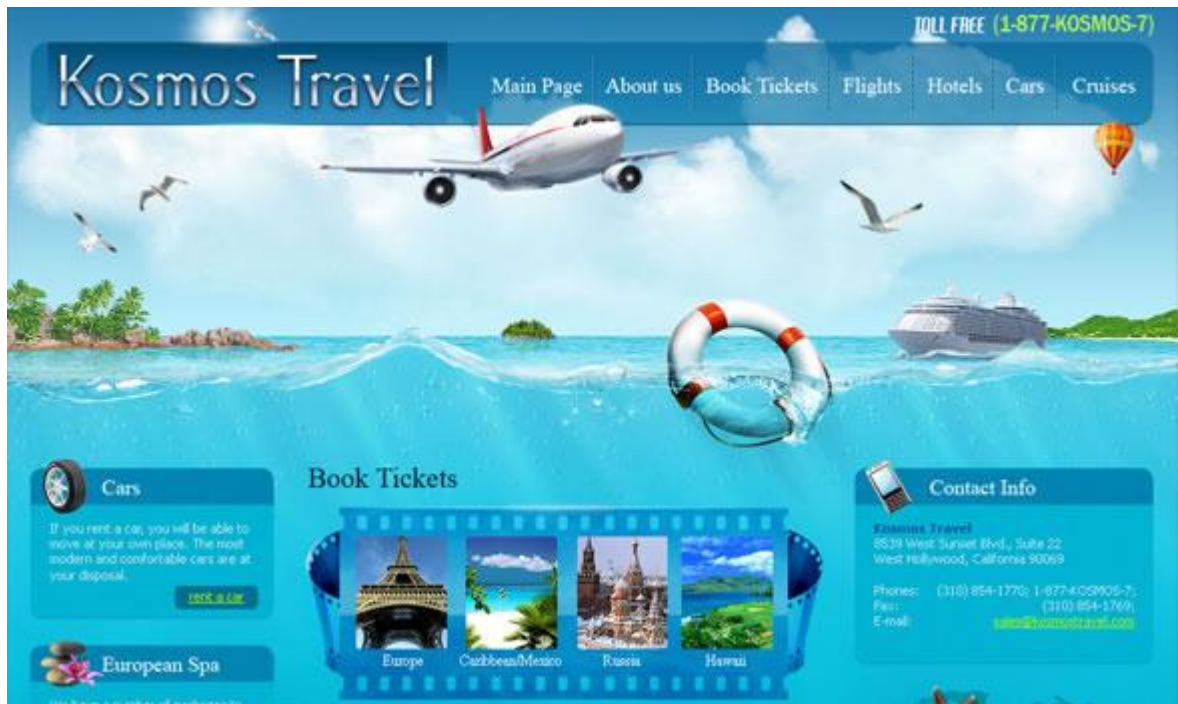 TOLL FREE (1-877-KOSMOS-7)
Kosmos Travel
Main Page About us Book Tickets Flights Hotels Cars Cruises
Cars
If you rent a car, you will be able to
move at your own place. The most
modern and comfortable cars are at
your disposal.
rent a car
European Spa
Book Tickets
Europe Caribbean/Mexico Russia Hawaii
Contact Info
Kosmos Travel
8539 West Sunset Blvd., Suite 22
West Hollywood, California 90069
Phones: (310) 854-1770; 1-877-KOSMOS-7;
Fax: (310) 854-1769;
E-mail: sales@kosmostravel.com